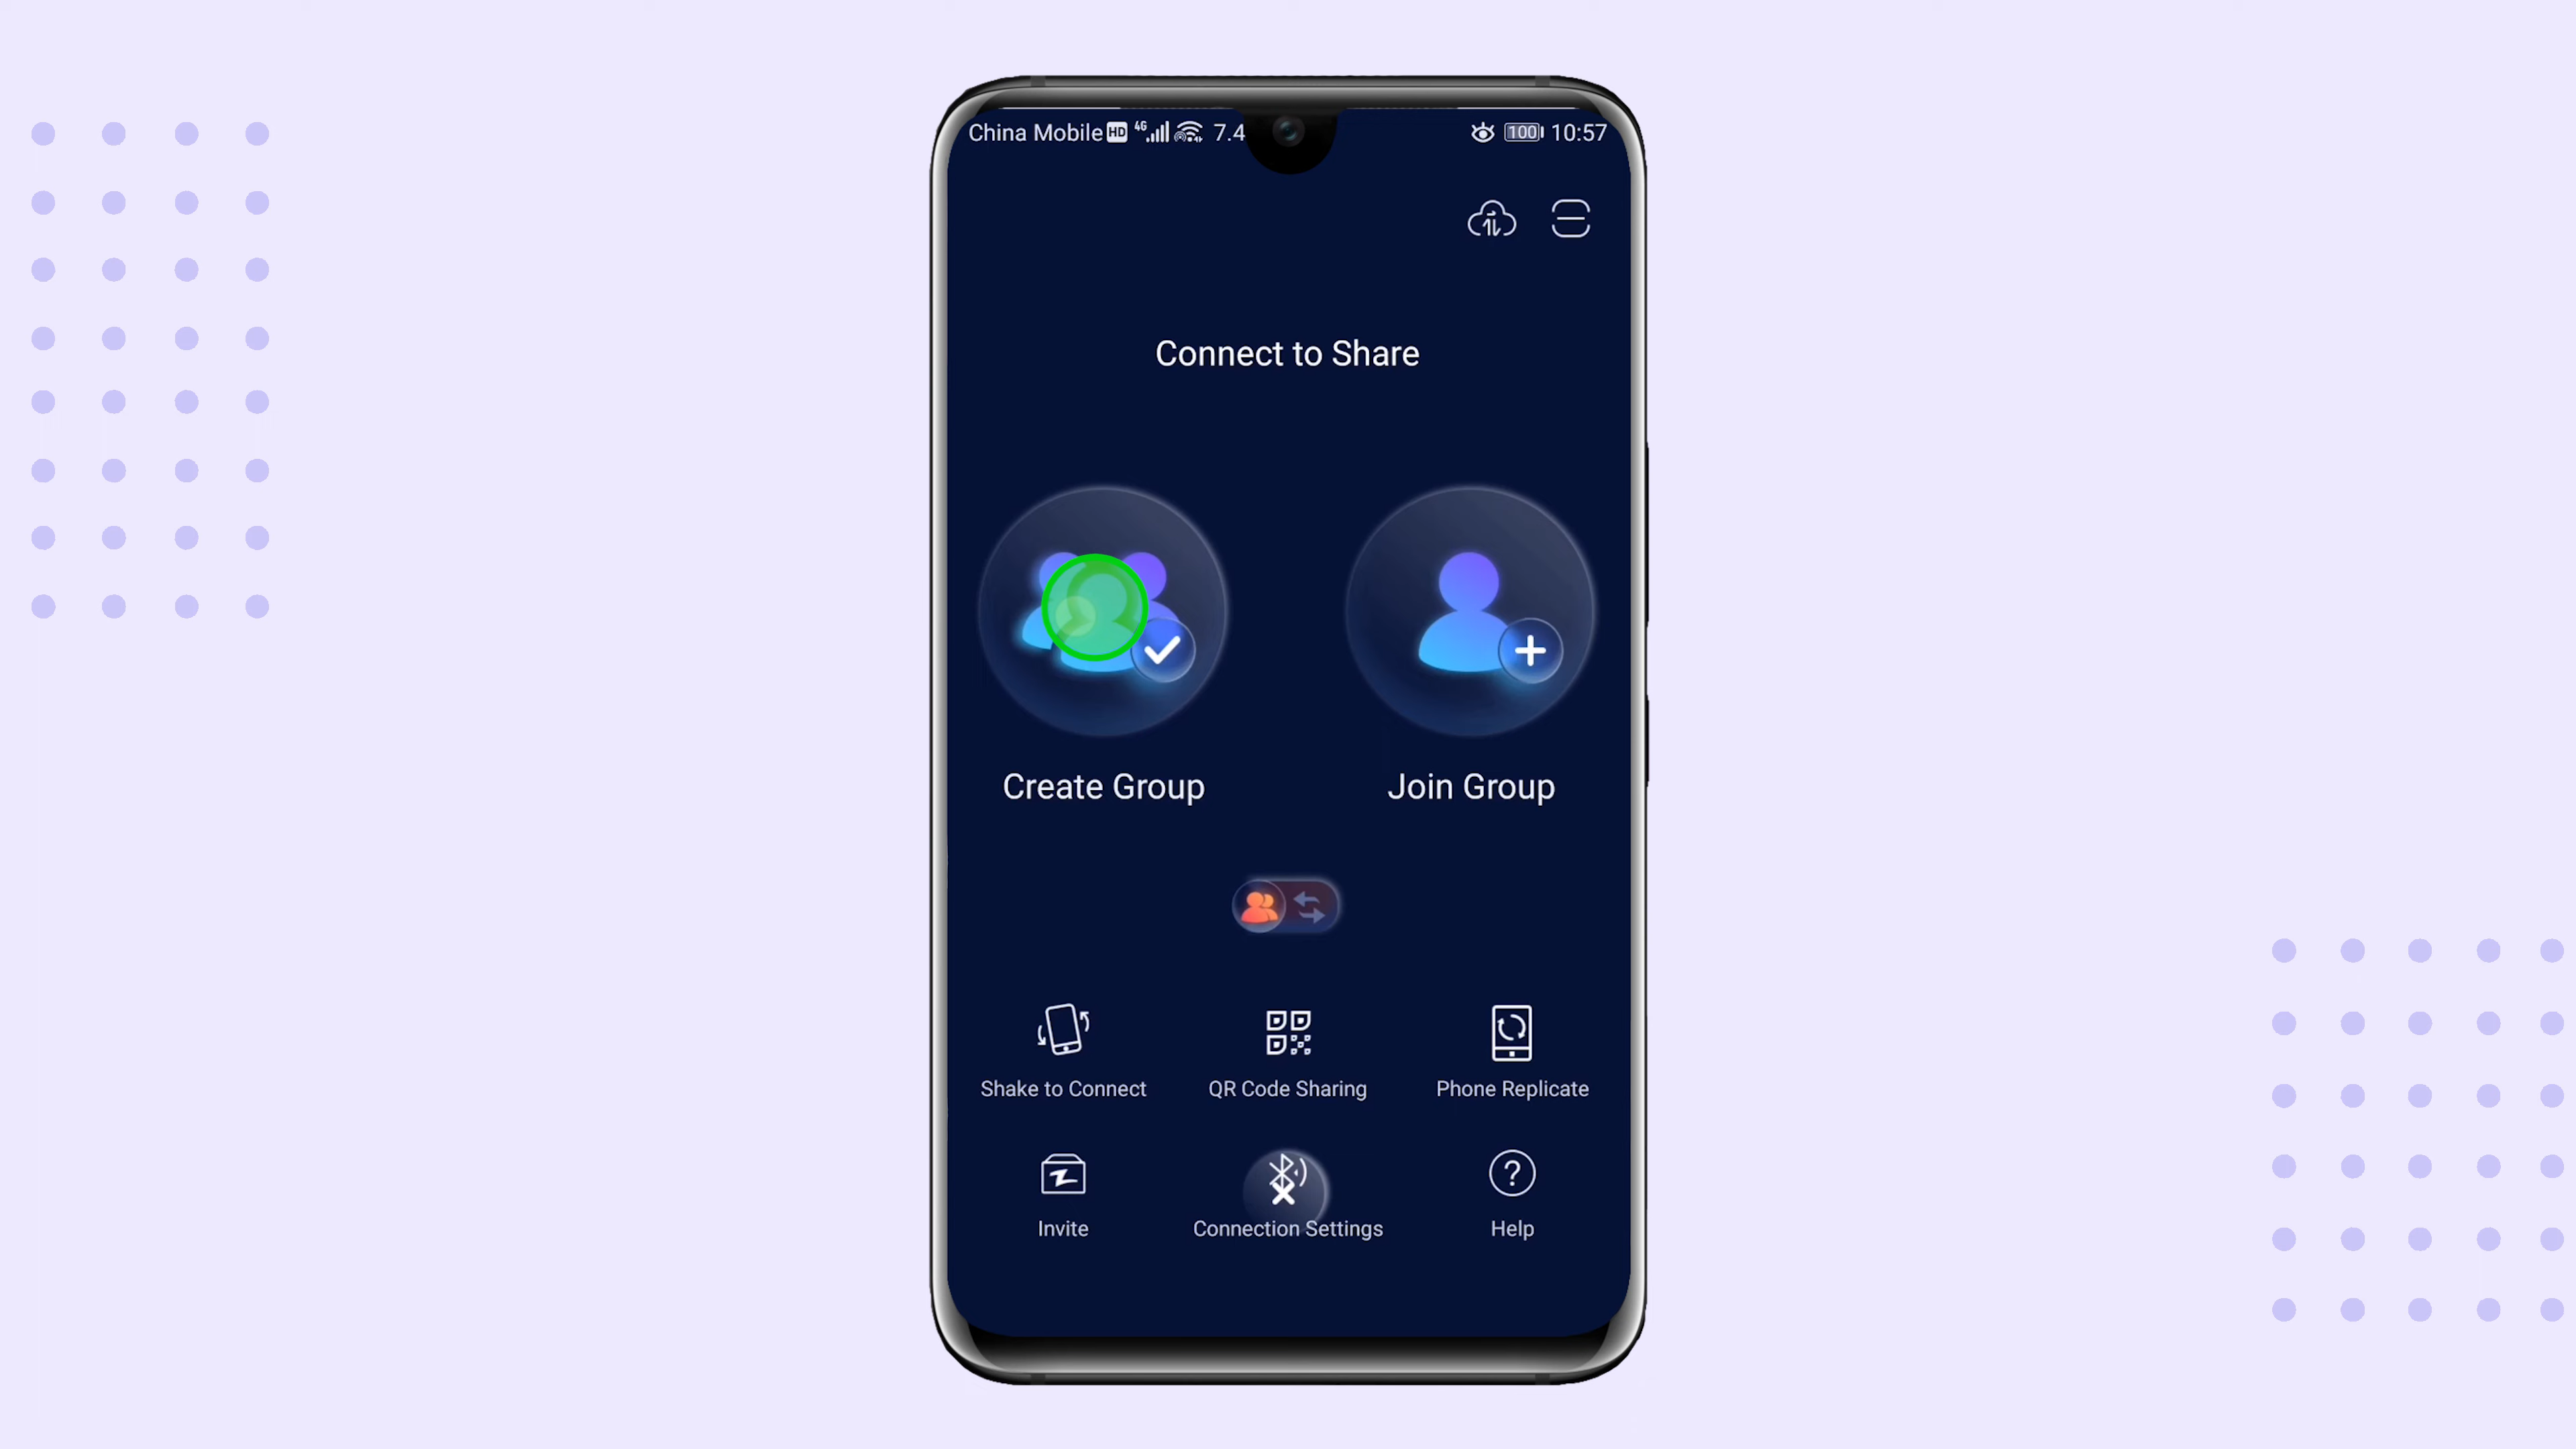 China Mobile HD 4G 7.4 100 10:57
Connect to Share
Create Group Join Group
Shake to Connect QR Code Sharing Phone Replicate
Invite Connection Settings Help